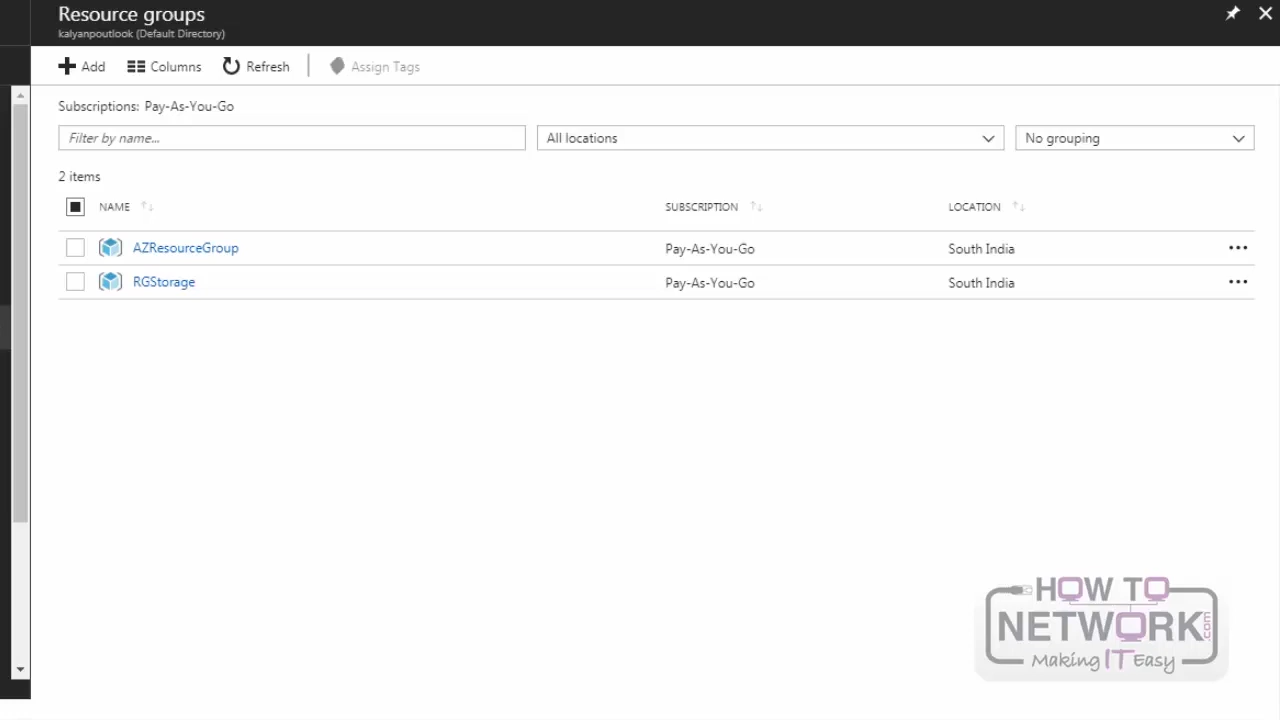 Resource groups
kalyanpoutlook (Default Directory)
Add Columns Refresh Assign Tags
Subscriptions: Pay-As-You-Go
Filter by name... All locations No grouping
2 items
NAME SUBSCRIPTION LOCATION
AZResourceGroup Pay-As-You-Go South India
RGStorage Pay-As-You-Go South India
HOW TO
NETWORK.com
Making IT Easy